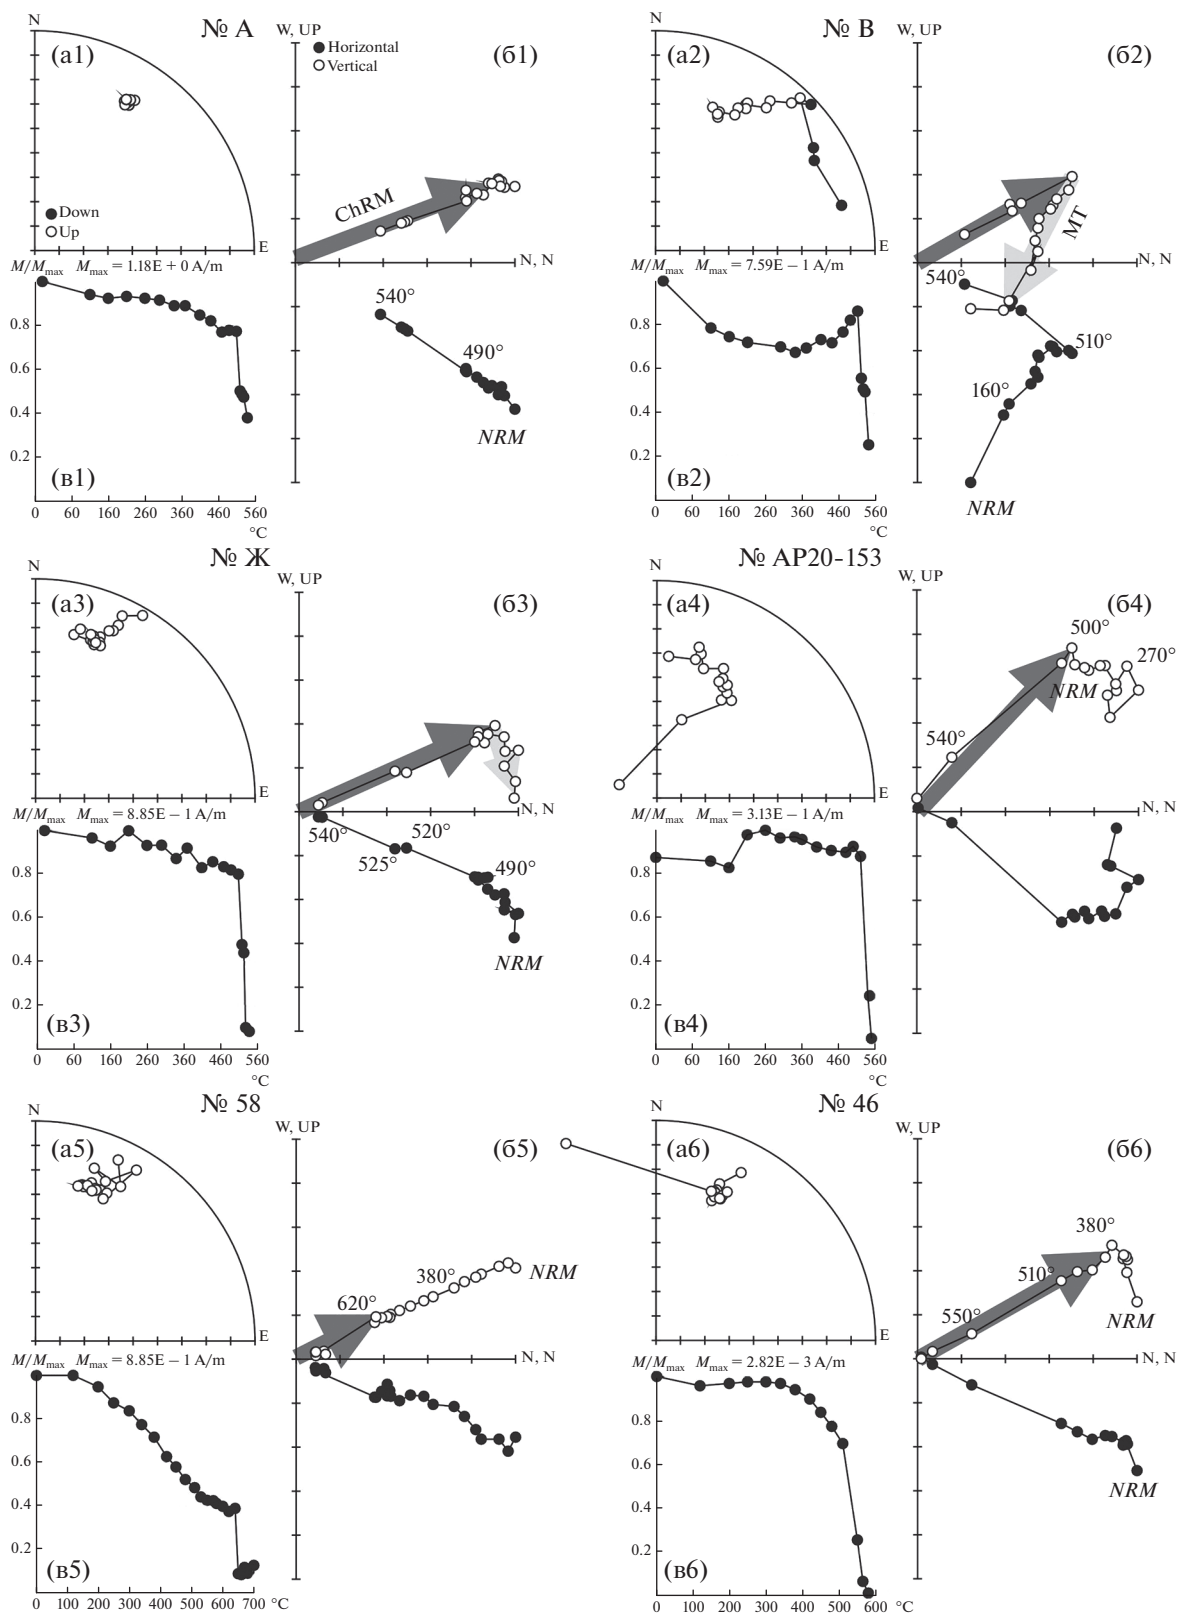 № А
N
(а1)
Down
Up
E
W, UP
Horizontal
Vertical
(б1)
ChRM
N, N
540°
490°
NRM
M/Mmax Mmax = 1.18E + 0 A/m
0.8
0.6
0.4
0.2
(в1)
0 60 160 260 360 460 560
°C
№ В
N
(а2)
E
W, UP
(б2)
MT
N, N
540°
510°
160°
NRM
M/Mmax Mmax = 7.59E − 1 A/m
0.8
0.6
0.4
0.2
(в2)
0 60 160 260 360 460 560
°C
№ Ж
N
(а3)
E
W, UP
(б3)
N, N
540°
520°
525°
490°
NRM
M/Mmax Mmax = 8.85E − 1 A/m
0.8
0.6
0.4
0.2
(в3)
0 60 160 260 360 460 560
°C
№ АР20-153
N
(а4)
E
W, UP
(б4)
500°
270°
NRM
540°
N, N
M/Mmax Mmax = 3.13E − 1 A/m
0.8
0.6
0.4
0.2
(в4)
0 60 160 260 360 460 560
°C
№ 58
N
(а5)
E
W, UP
(б5)
NRM
380°
620°
N, N
M/Mmax Mmax = 8.85E − 1 A/m
0.8
0.6
0.4
0.2
(в5)
0 100 200 300 400 500 600 700 °C
№ 46
N
(а6)
E
W, UP
(б6)
380°
510°
NRM
550°
N, N
NRM
M/Mmax Mmax = 2.82E − 3 A/m
0.8
0.6
0.4
0.2
(в6)
0 100 200 300 400 500 600 °C